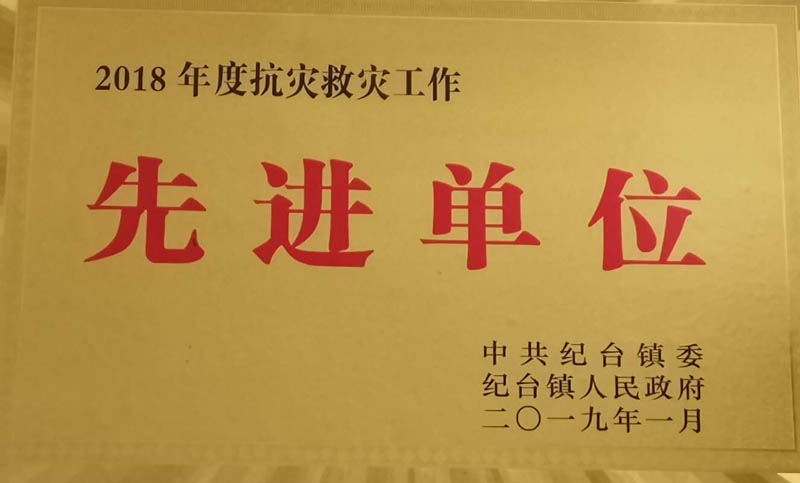 2018 年度抗灾救灾工作
先进单位
中共纪台镇委
纪台镇人民政府
二〇一九年一月